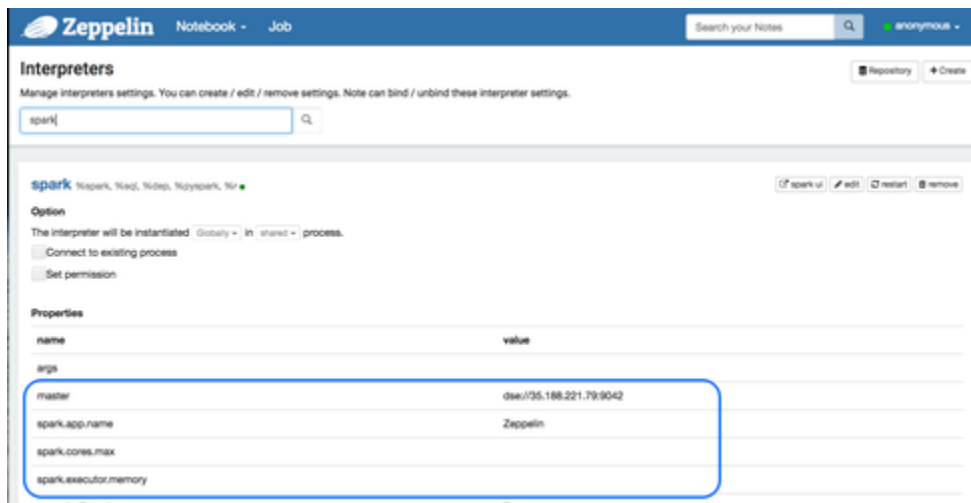 Zeppelin Notebook Job Search your Notes anonymous
Interpreters
Repository + Create
Manage interpreters settings. You can create / edit / remove settings. Note can bind / unbind these interpreter settings.
spark
spark %spark, %sql, %dep, %pyspark, %r
spark ui edit restart remove
Option
The interpreter will be instantiated Globally in shared process.
Connect to existing process
Set permission
Properties
name value
args
master dse://35.188.221.79:9042
spark.app.name Zeppelin
spark.cores.max
spark.executor.memory